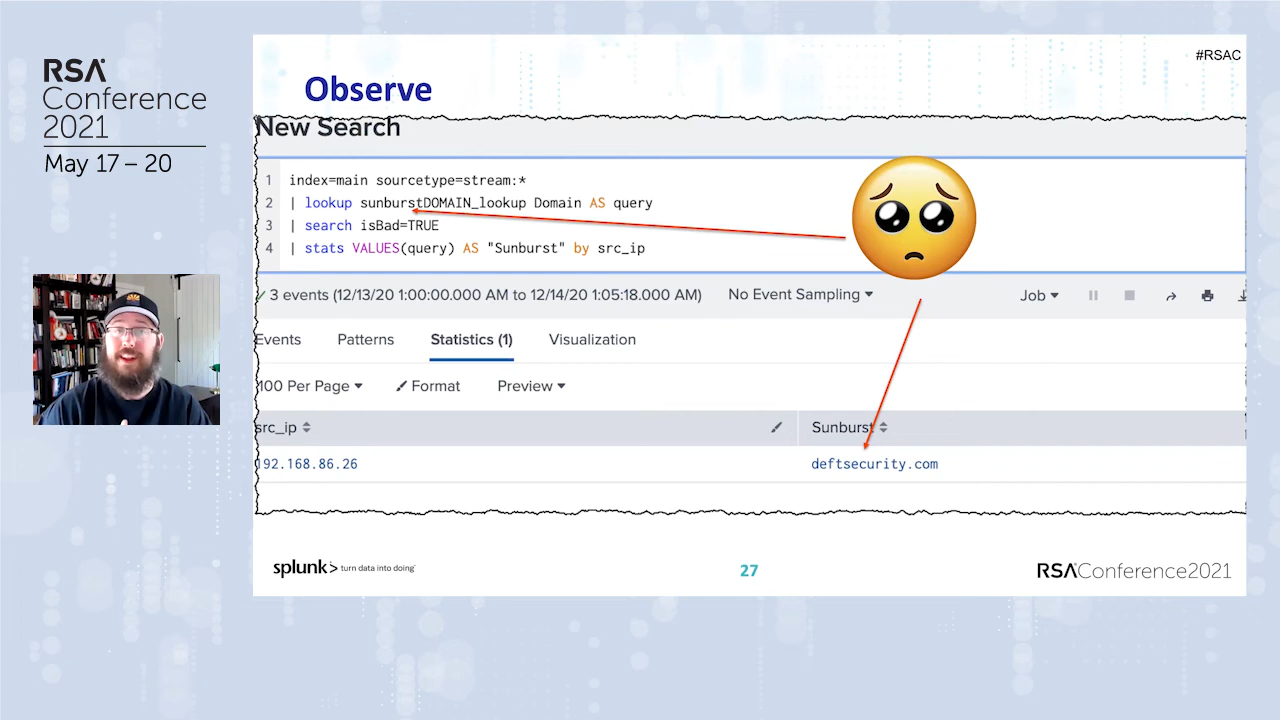 RSA
Conference
2021
May 17 – 20
#RSAC
Observe
New Search
1 index=main sourcetype=stream:*
2 | lookup sunburstDOMAIN_lookup Domain AS query
3 | search isBad=TRUE
4 | stats VALUES(query) AS "Sunburst" by src_ip
3 events (12/13/20 1:00:00.000 AM to 12/14/20 1:05:18.000 AM) No Event Sampling Job
Events Patterns Statistics (1) Visualization
100 Per Page Format Preview
src_ip Sunburst
192.168.86.26 deftsecurity.com
splunk> turn data into doing 27 RSAConference2021